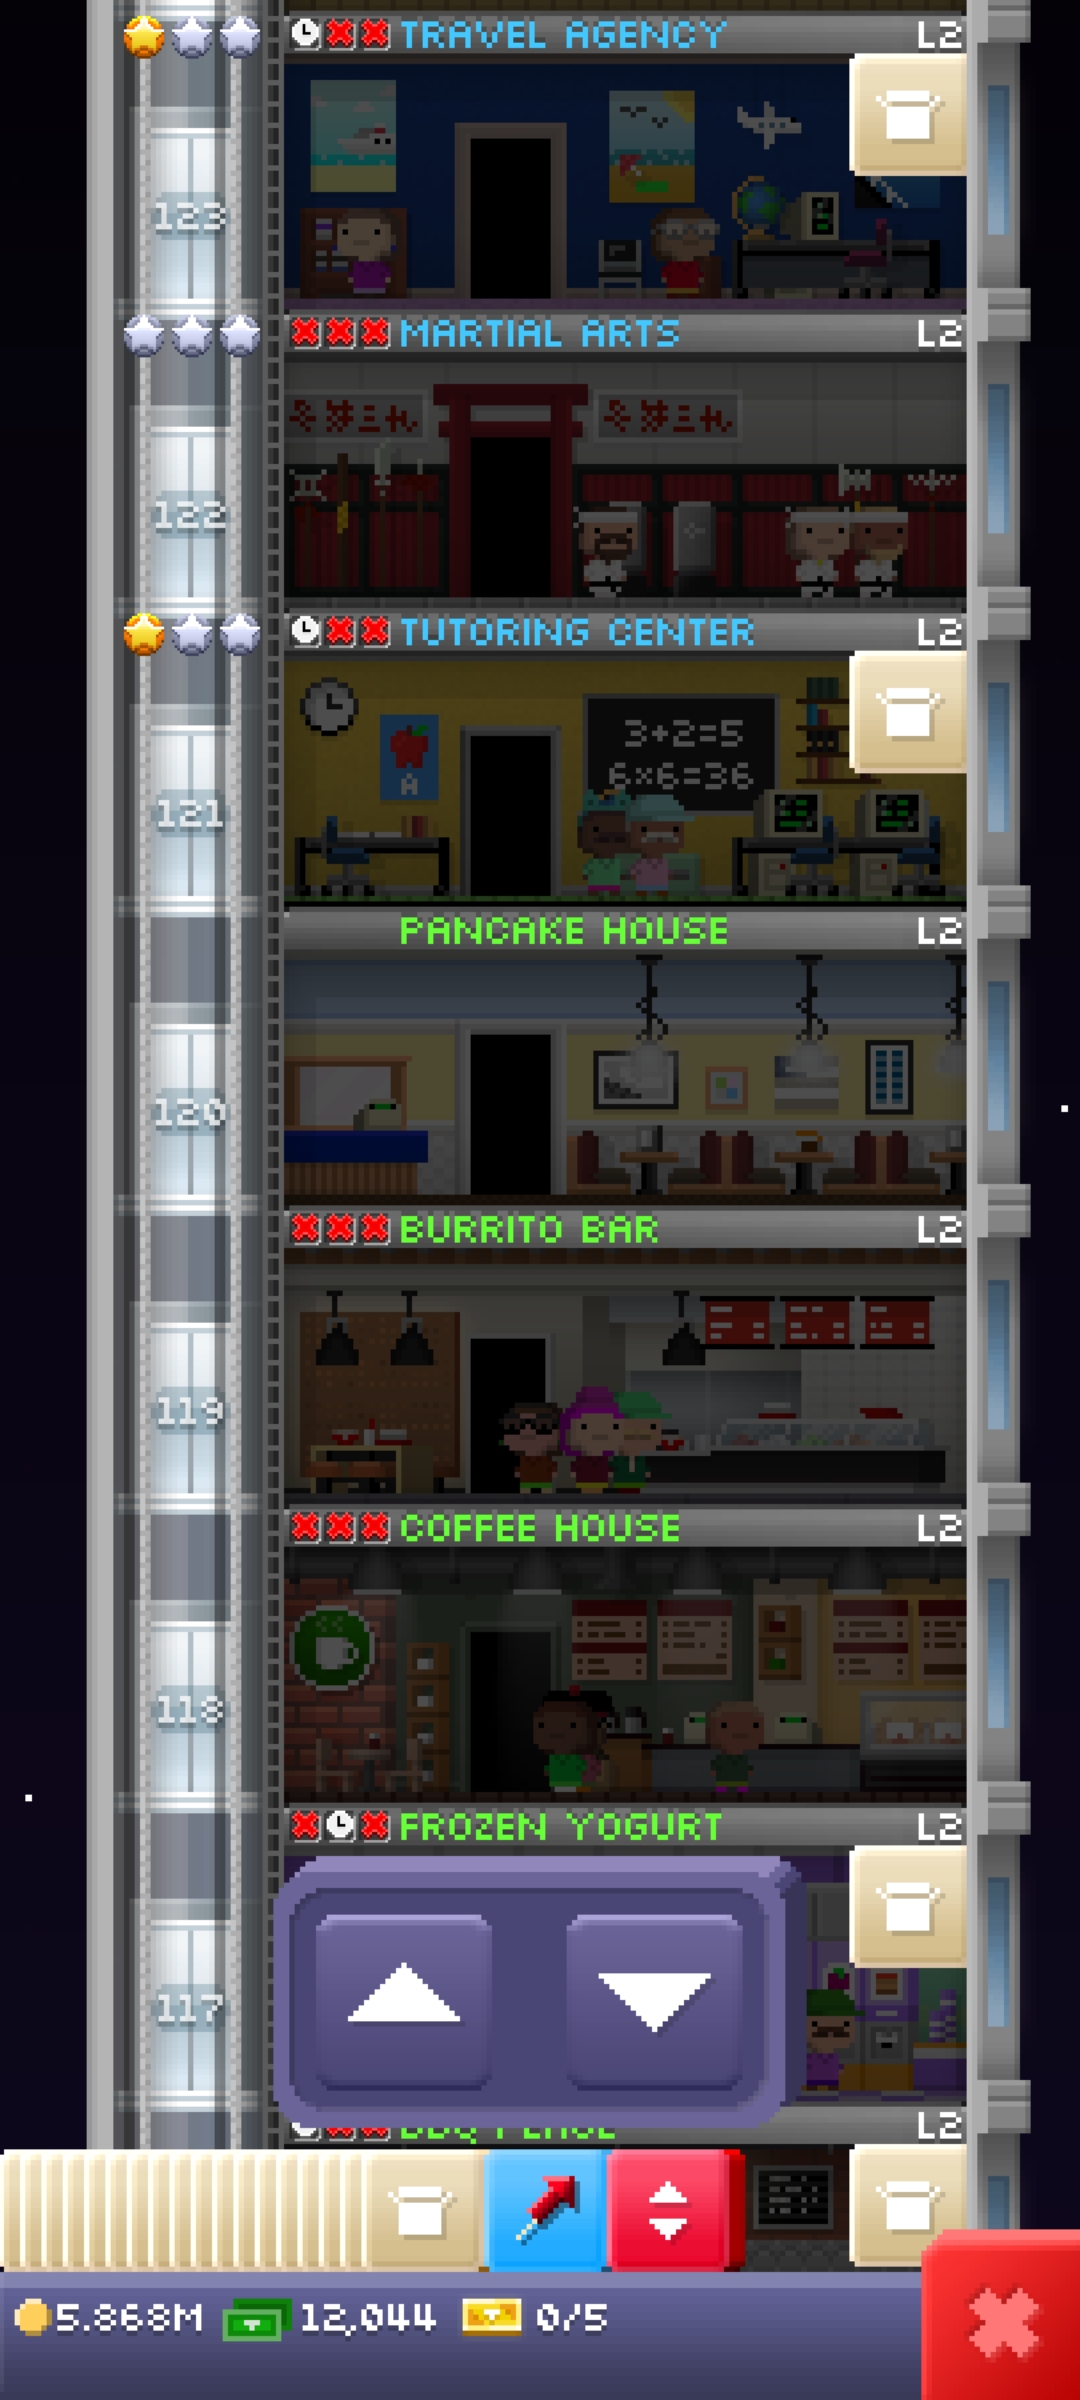 TRAVEL AGENCY L2
123
MARTIAL ARTS L2
122
TUTORING CENTER L2
3+2=5
6×6=36
A
121
PANCAKE HOUSE L2
120
BURRITO BAR L2
119
COFFEE HOUSE L2
118
FROZEN YOGURT L2
117
L2
5.868M 12,044 0/5